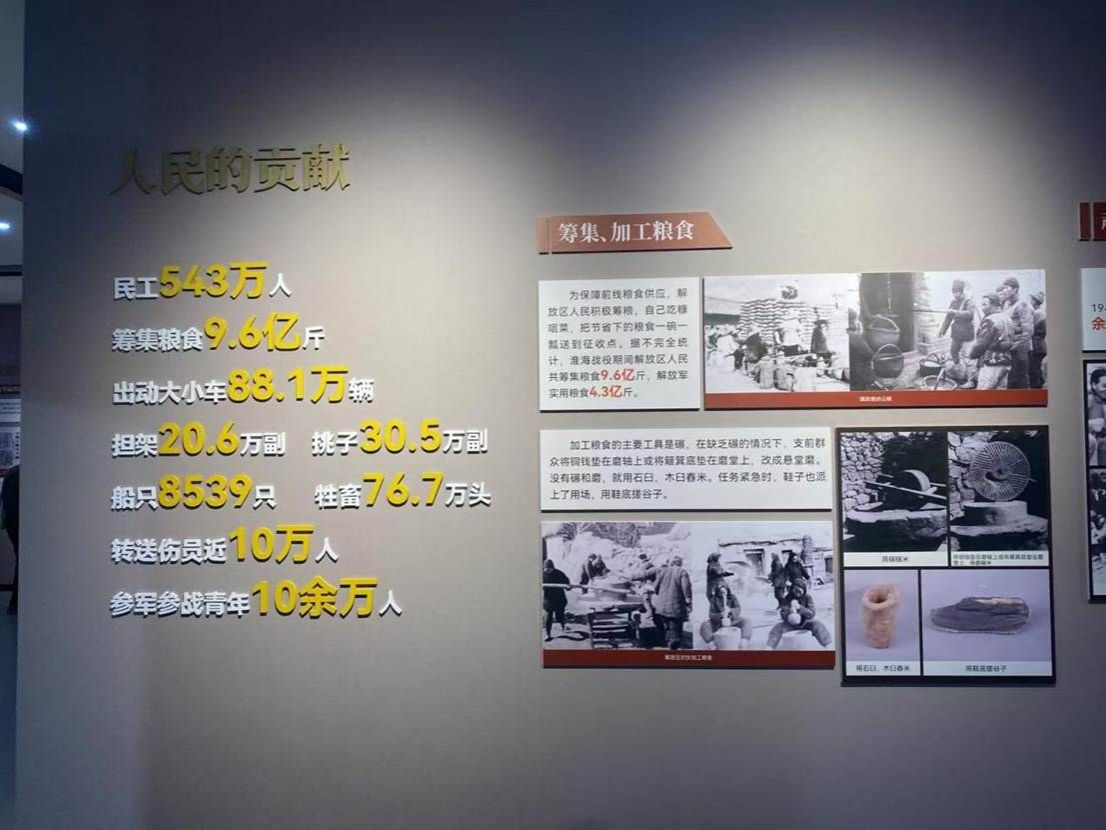 人民的贡献
民工543万人
筹集粮食9.6亿斤
出动大小车88.1万辆
担架20.6万副 挑子30.5万副
船只8539只 牲畜76.7万头
转送伤员近10万人
参军参战青年10余万人
筹集、加工粮食
为保障前线粮食供应，解
放区人民积极筹粮，自己吃糠
咽菜，把节省下的粮食一碗一
瓢送到征收点。据不完全统
计，淮海战役期间解放区人民
共筹集粮食9.6亿斤，解放军
实用粮食4.3亿斤。
加工粮食的主要工具是碾，在缺乏碾的情况下，支前群
众将铜钱垫在磨轴上或将簸箕底垫在磨堂上，改成悬堂磨。
没有碾和磨，就用石臼、木臼舂米。任务紧急时，鞋子也派
上了用场，用鞋底搓谷子。
用碾碾米
用石臼、木臼舂米
用鞋底搓谷子
19
余